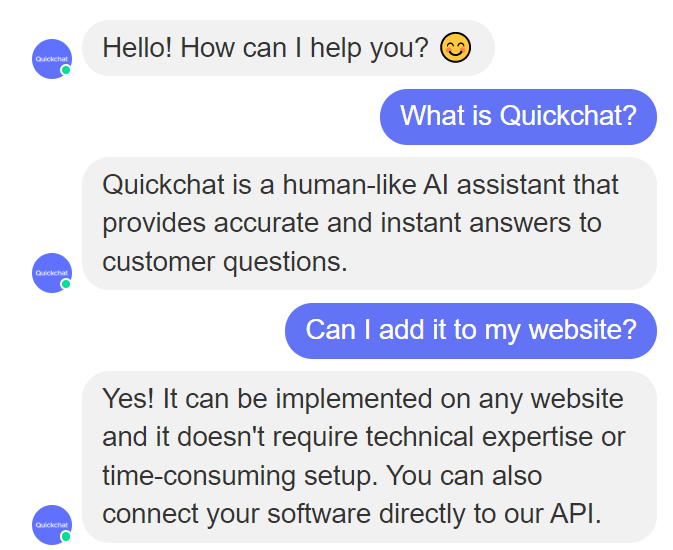 Hello! How can I help you? 😊
Quickchat
What is Quickchat?
Quickchat is a human-like AI assistant that
provides accurate and instant answers to
customer questions.
Quickchat
Can I add it to my website?
Yes! It can be implemented on any website
and it doesn't require technical expertise or
time-consuming setup. You can also
connect your software directly to our API.
Quickchat